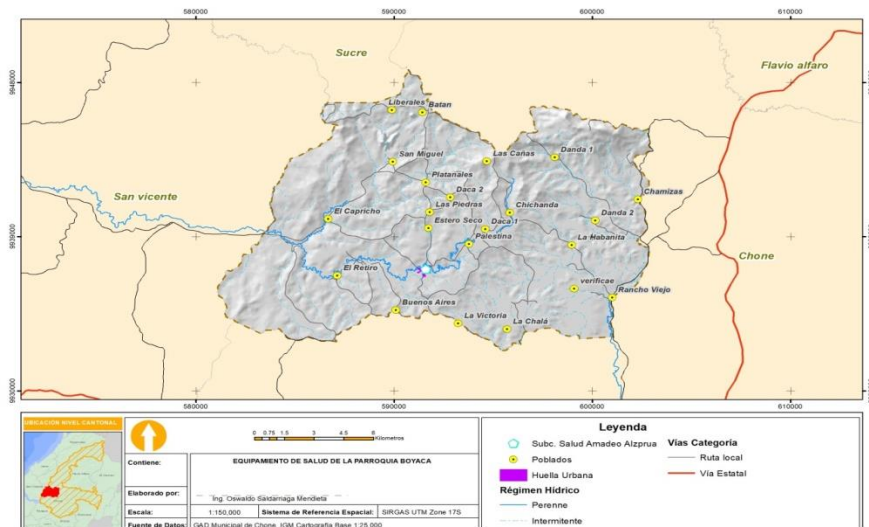 580000 590000 600000 610000
Sucre
Flavio alfaro
9948000
Liberales
Batan
San Miguel
Las Cañas
Danda 1
Platanales
Daca 2
Chamizas
San vicente
El Capricho
Las Piedras
Chichanda
Danda 2
Estero Seco
Daca 1
9939000
Palestina
La Habanita
Chone
El Retiro
verificae
Rancho Viejo
Buenos Aires
La Victoria
La Chalá
9930000
580000 590000 600000 610000
UBICACIÓN NIVEL CANTONAL
0 0.75 1.5 3 4.5 6
Kilometros
Contiene:
EQUIPAMIENTO DE SALUD DE LA PARROQUIA BOYACA
Elaborado por:
Ing. Oswaldo Saldarriaga Mendieta
Escala: 1:150,000 Sistema de Referencia Espacial: SIRGAS UTM Zone 17S
Fuente de Datos: GAD Municipal de Chone, IGM Cartografía Base 1:25.000
Leyenda
Subc. Salud Amadeo Alzprua
Poblados
Huella Urbana
Régimen Hídrico
Perenne
Intermitente
Vías Categoría
Ruta local
Vía Estatal